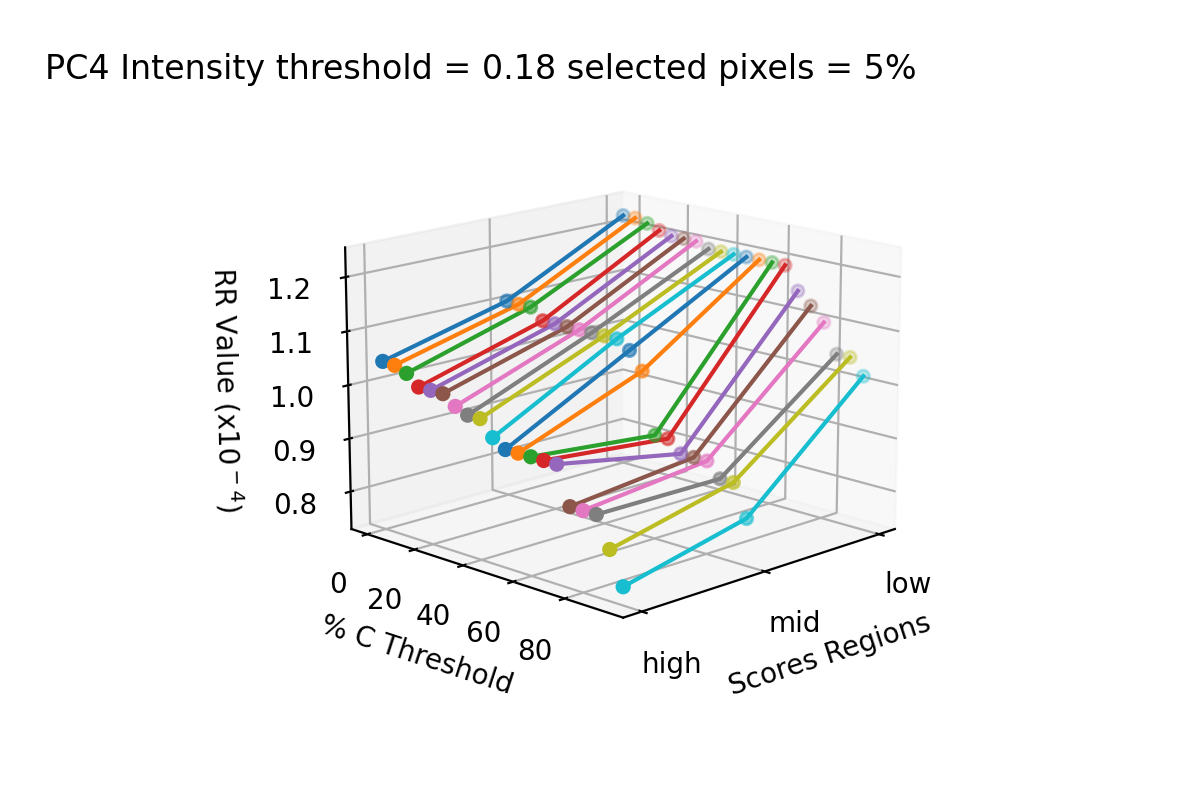 PC4 Intensity threshold = 0.18 selected pixels = 5%
RR Value (x10⁻⁴)
1.2
1.1
1.0
0.9
0.8
0
20
40
60
80
% C Threshold
high
mid
low
Scores Regions